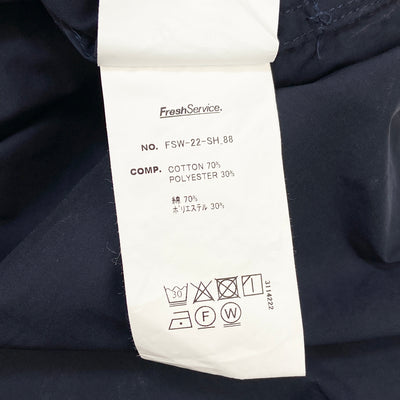 FreshService.
NO. FSW-22-SH_88
COMP. COTTON 70%
POLYESTER 30%
綿 70%
ポリエステル 30%
30
F W
3114222